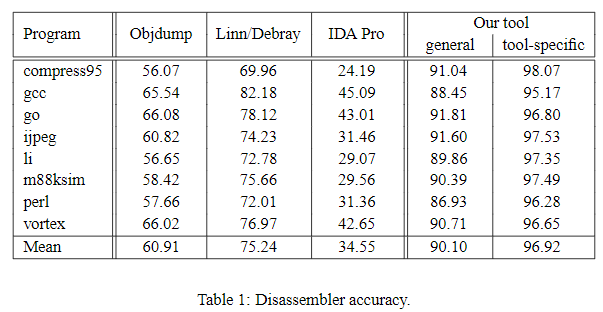 Program Objdump Linn/Debray IDA Pro Our tool
general tool-specific
compress95 56.07 69.96 24.19 91.04 98.07
gcc 65.54 82.18 45.09 88.45 95.17
go 66.08 78.12 43.01 91.81 96.80
ijpeg 60.82 74.23 31.46 91.60 97.53
li 56.65 72.78 29.07 89.86 97.35
m88ksim 58.42 75.66 29.56 90.39 97.49
perl 57.66 72.01 31.36 86.93 96.28
vortex 66.02 76.97 42.65 90.71 96.65
Mean 60.91 75.24 34.55 90.10 96.92
Table 1: Disassembler accuracy.